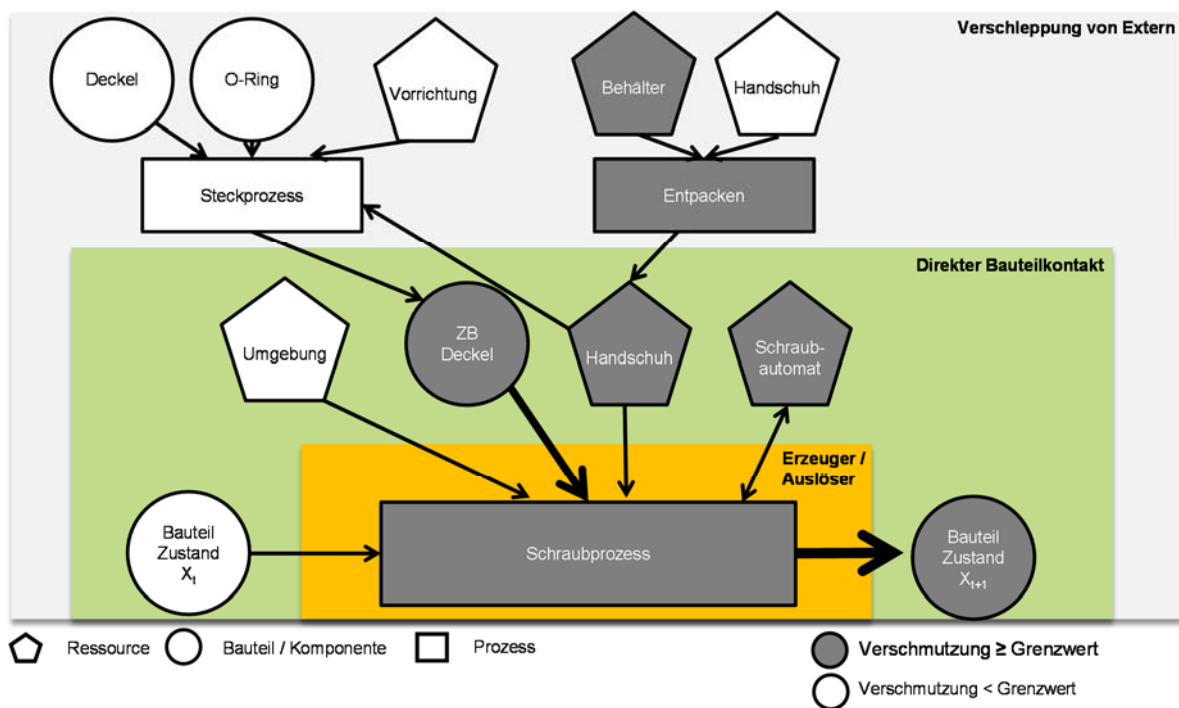 Verschleppung von Extern
Deckel
O-Ring
Vorrichtung
Behälter
Handschuh
Steckprozess
Entpacken
Direkter Bauteilkontakt
Umgebung
ZB
Deckel
Handschuh
Schraub-
automat
Erzeuger /
Auslöser
Bauteil
Zustand
Xt
Schraubprozess
Bauteil
Zustand
Xt+1
Ressource
Bauteil / Komponente
Prozess
Verschmutzung ≥ Grenzwert
Verschmutzung < Grenzwert